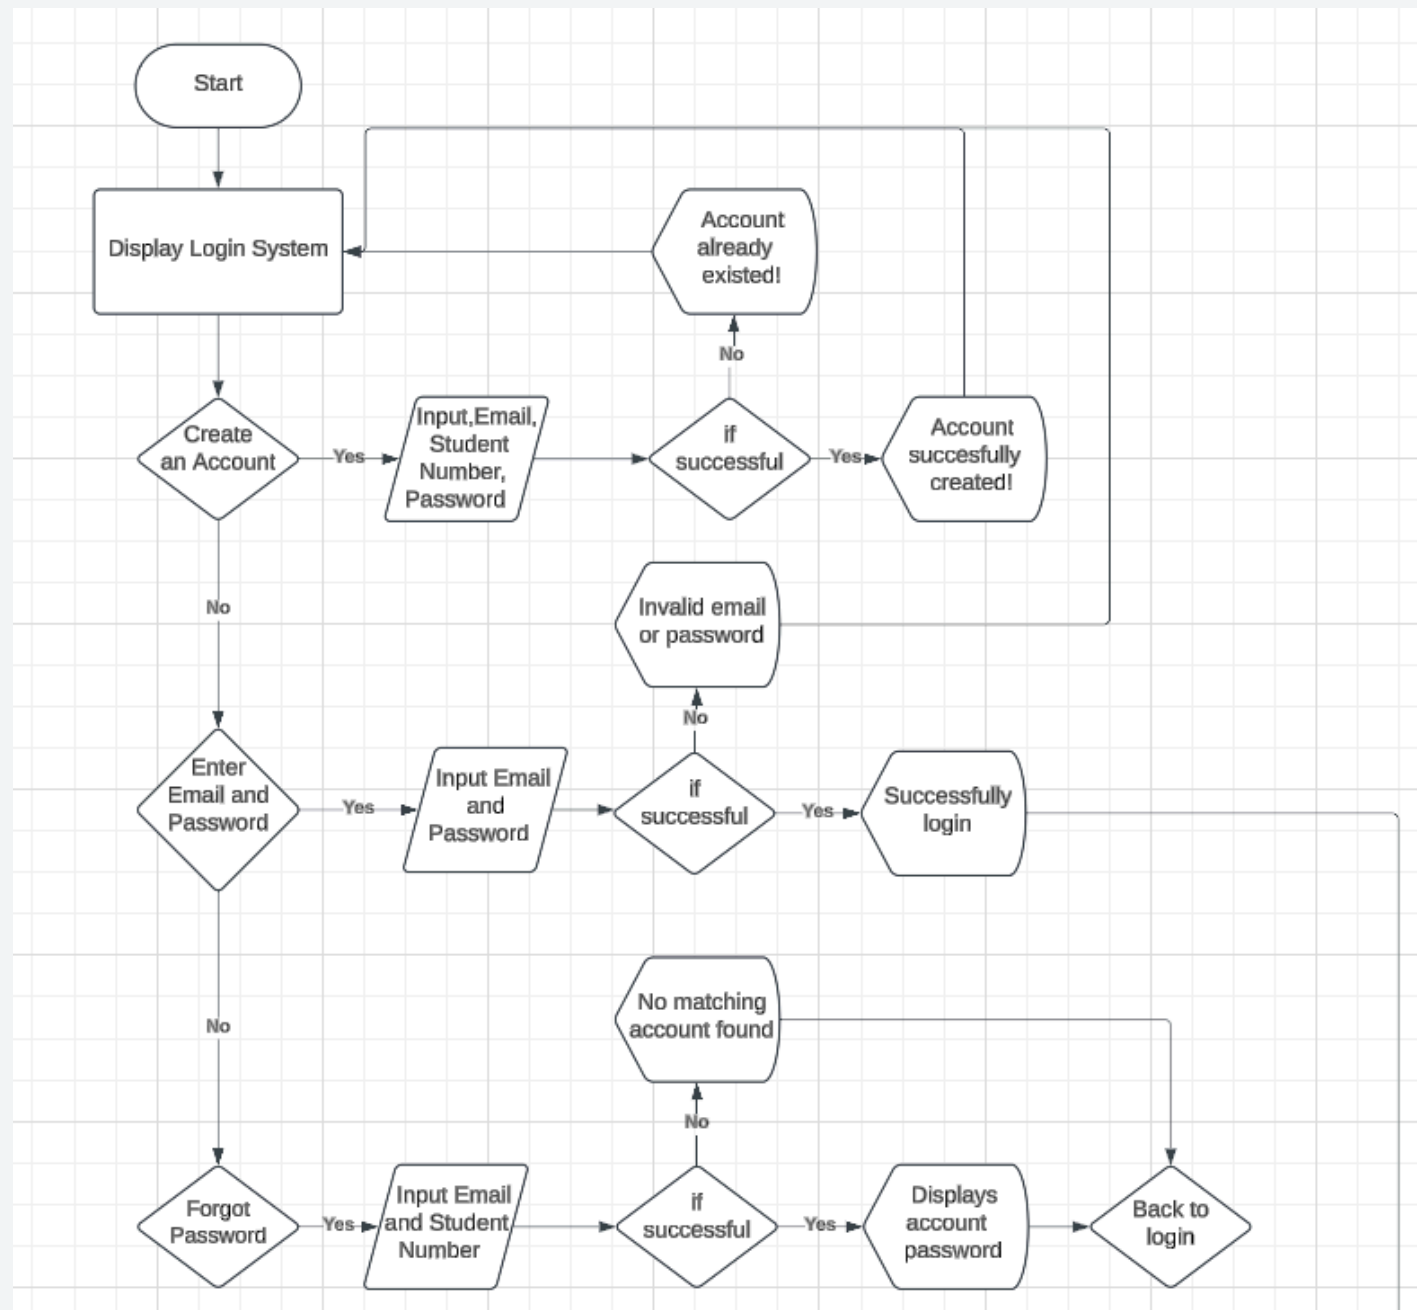 Start
Display Login System
Account
already
existed!
No
Create
an Account
Yes
Input,Email,
Student
Number,
Password
if
successful
Yes
Account
succesfully
created!
No
Invalid email
or password
No
Enter
Email and
Password
Yes
Input Email
and
Password
if
successful
Yes
Successfully
login
No
No matching
account found
No
Forgot
Password
Yes
Input Email
and Student
Number
if
successful
Yes
Displays
account
password
Back to
login